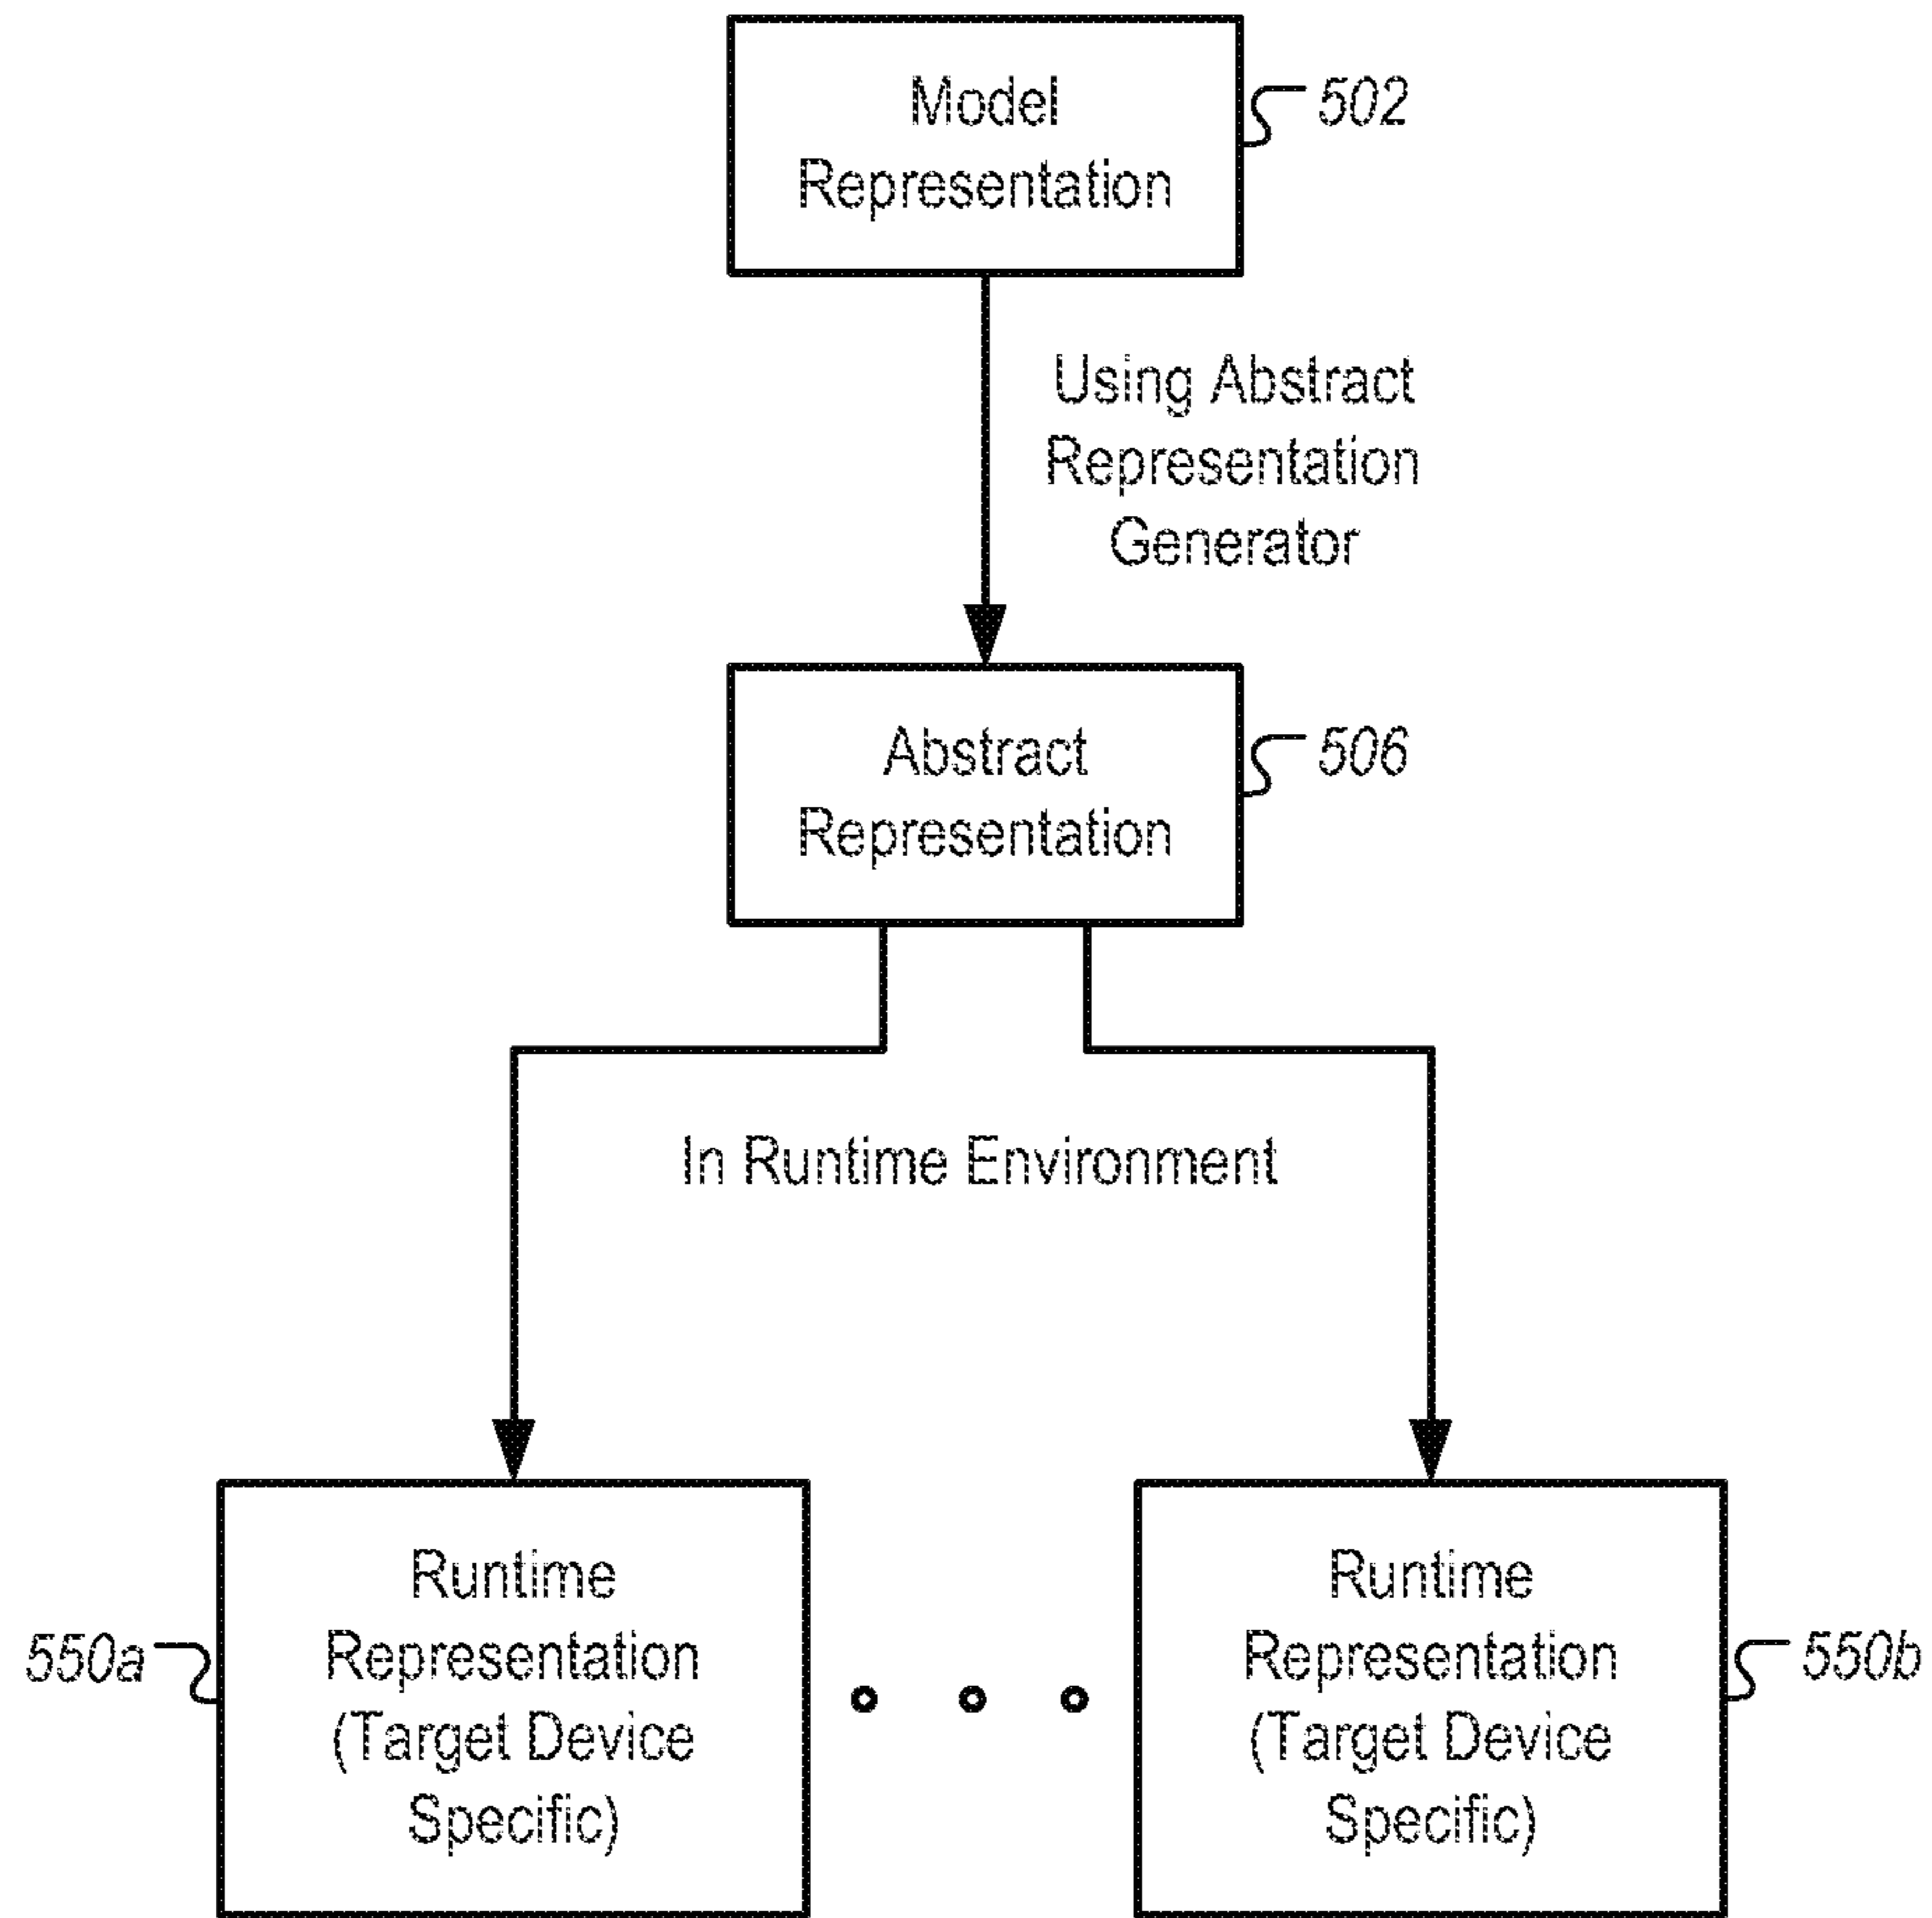 Model
Representation
502
Using Abstract
Representation
Generator
Abstract
Representation
506
In Runtime Environment
550a
Runtime
Representation
(Target Device
Specific)
Runtime
Representation
(Target Device
Specific)
550b